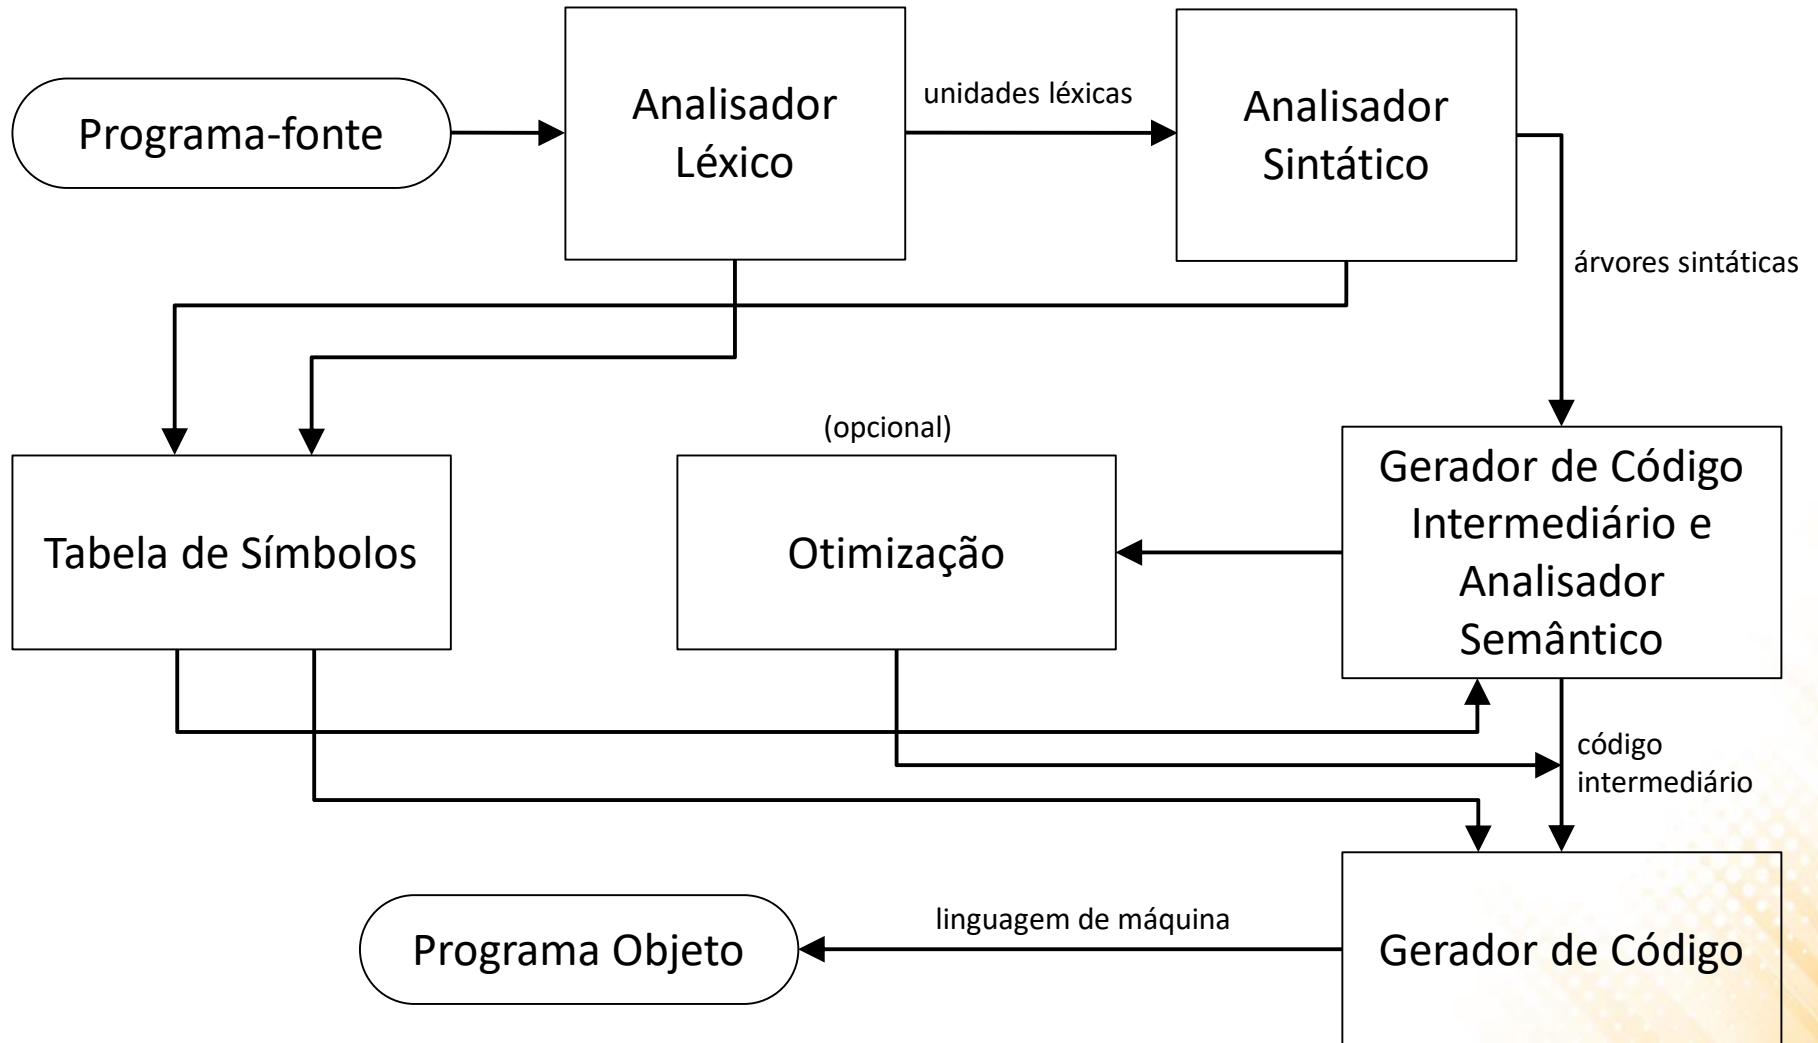 Programa-fonte
Analisador
Léxico
unidades léxicas
Analisador
Sintático
árvores sintáticas
Tabela de Símbolos
(opcional)
Otimização
Gerador de Código
Intermediário e
Analisador
Semântico
código
intermediário
Programa Objeto
linguagem de máquina
Gerador de Código